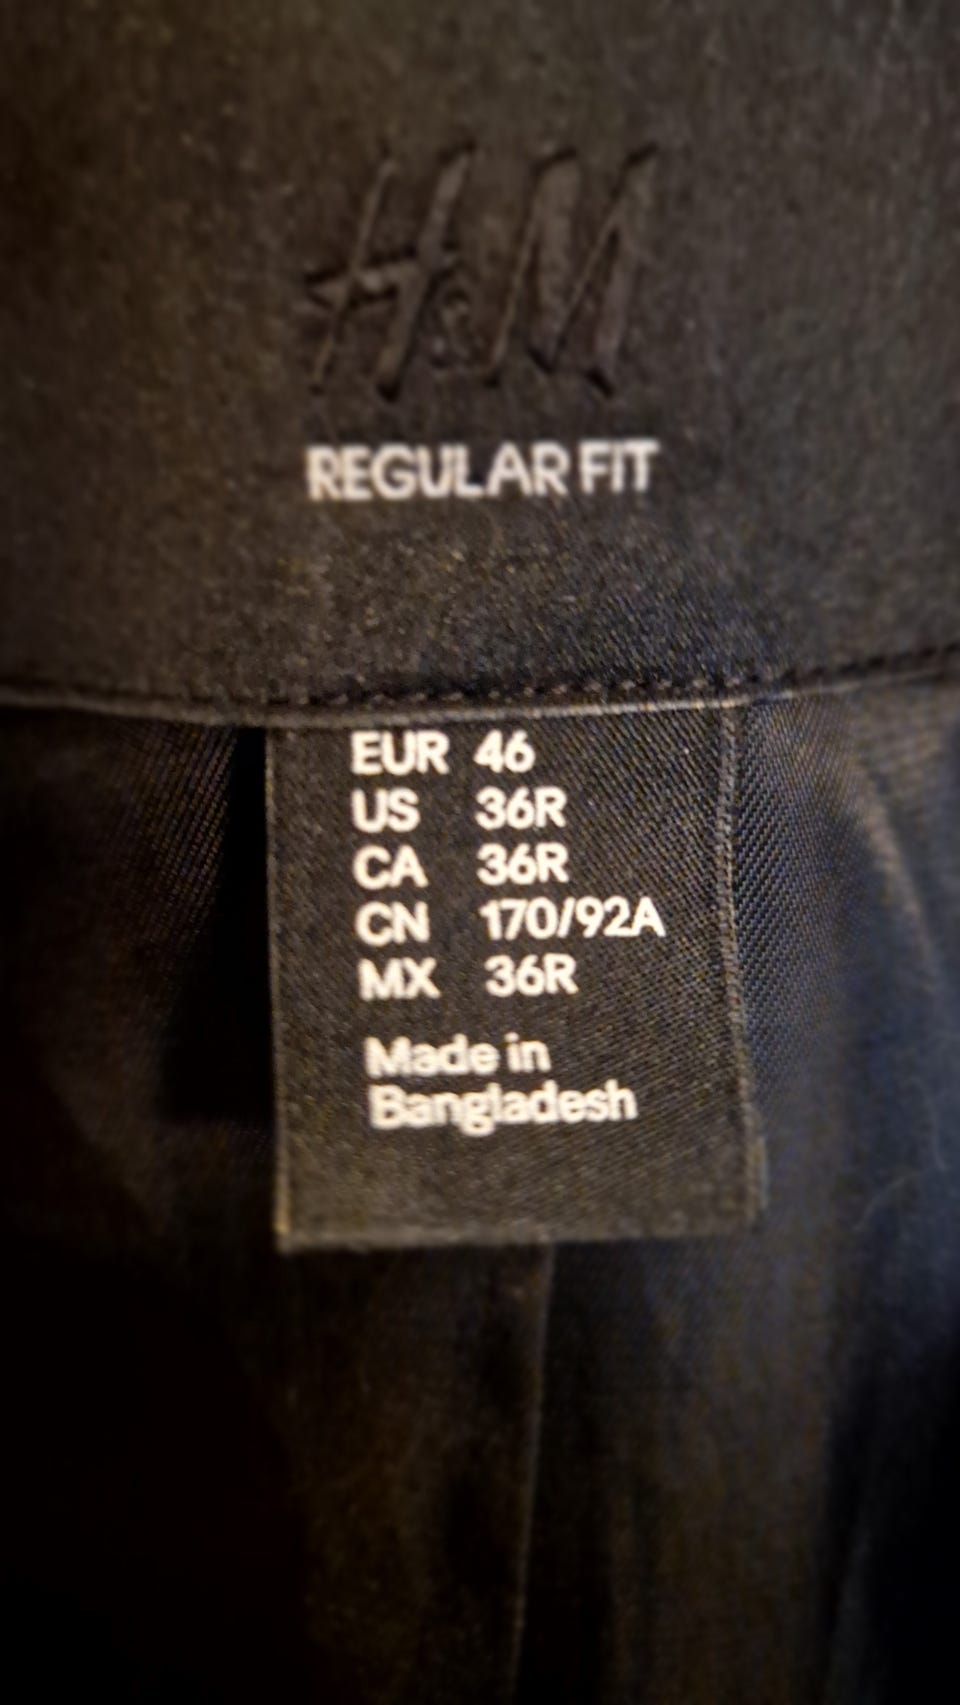 H&M
REGULAR FIT
EUR 46
US 36R
CA 36R
CN 170/92A
MX 36R
Made in
Bangladesh